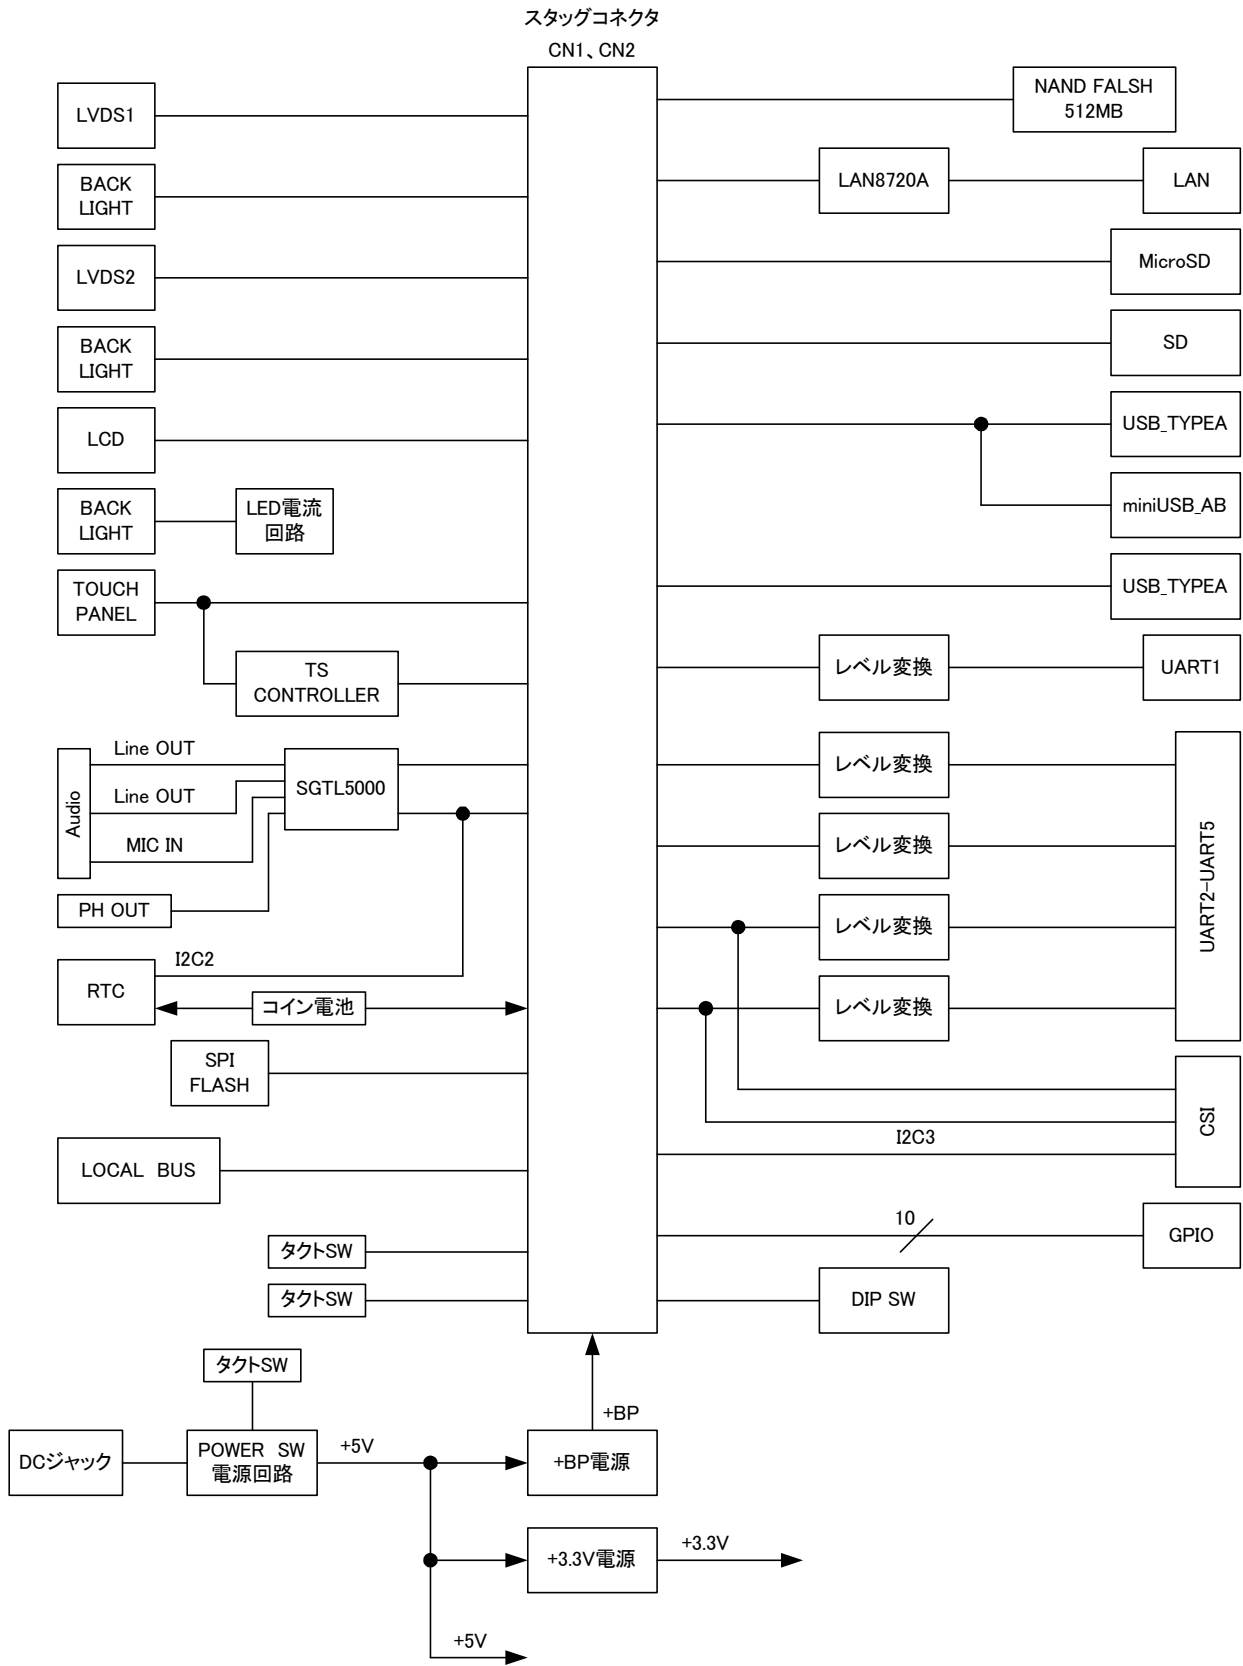 スタッグコネクタ
CN1、CN2
LVDS1
BACK
LIGHT
LVDS2
BACK
LIGHT
LCD
BACK
LIGHT
LED電流
回路
TOUCH
PANEL
TS
CONTROLLER
Audio
Line OUT
Line OUT
MIC IN
SGTL5000
PH OUT
I2C2
RTC
コイン電池
SPI
FLASH
LOCAL BUS
タクトSW
タクトSW
NAND FALSH
512MB
LAN8720A
LAN
MicroSD
SD
USB_TYPEA
miniUSB_AB
USB_TYPEA
レベル変換
UART1
レベル変換
レベル変換
レベル変換
レベル変換
UART2-UART5
CSI
I2C3
10
GPIO
DIP SW
タクトSW
+BP
DCジャック
POWER SW
電源回路
+5V
+BP電源
+3.3V電源
+3.3V
+5V